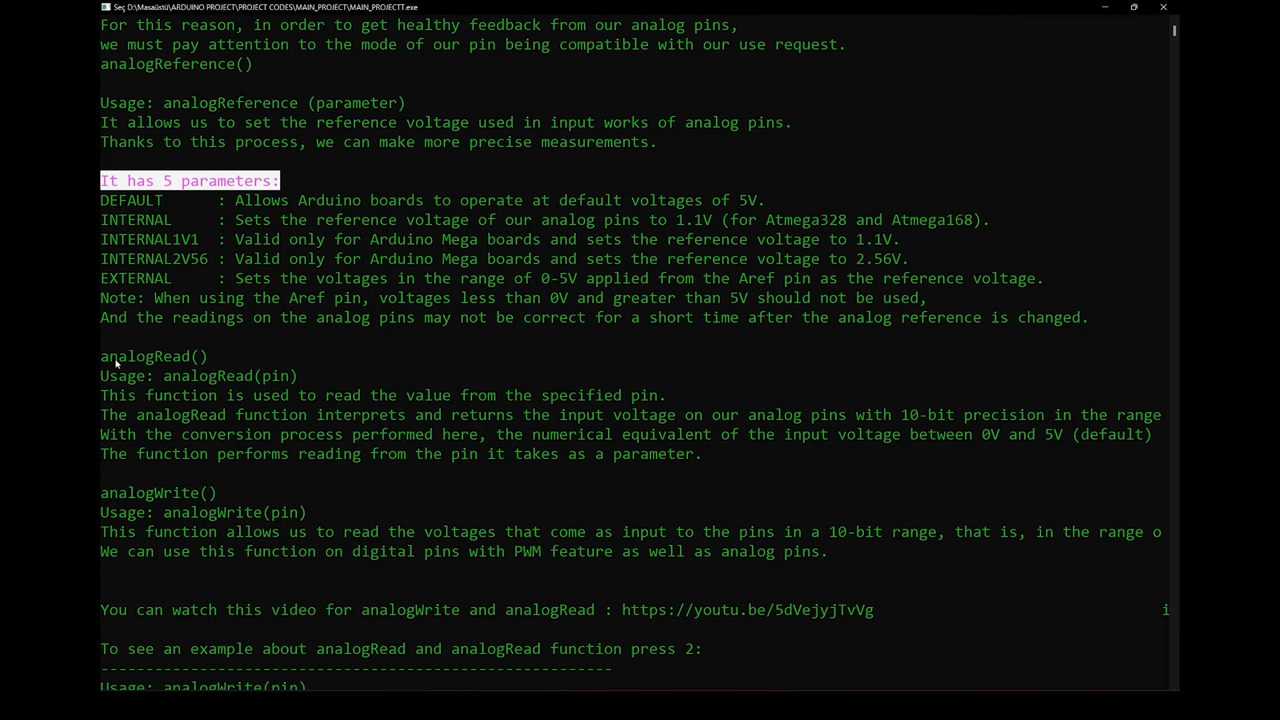 Seç D:\Masaüstü\ARDUINO PROJECT\PROJECT CODES\MAIN_PROJECT\MAIN_PROJECTT.exe
For this reason, in order to get healthy feedback from our analog pins,
we must pay attention to the mode of our pin being compatible with our use request.
analogReference()
Usage: analogReference (parameter)
It allows us to set the reference voltage used in input works of analog pins.
Thanks to this process, we can make more precise measurements.
It has 5 parameters:
DEFAULT : Allows Arduino boards to operate at default voltages of 5V.
INTERNAL : Sets the reference voltage of our analog pins to 1.1V (for Atmega328 and Atmega168).
INTERNAL1V1 : Valid only for Arduino Mega boards and sets the reference voltage to 1.1V.
INTERNAL2V56 : Valid only for Arduino Mega boards and sets the reference voltage to 2.56V.
EXTERNAL : Sets the voltages in the range of 0-5V applied from the Aref pin as the reference voltage.
Note: When using the Aref pin, voltages less than 0V and greater than 5V should not be used,
And the readings on the analog pins may not be correct for a short time after the analog reference is changed.
analogRead()
Usage: analogRead(pin)
This function is used to read the value from the specified pin.
The analogRead function interprets and returns the input voltage on our analog pins with 10-bit precision in the range
With the conversion process performed here, the numerical equivalent of the input voltage between 0V and 5V (default)
The function performs reading from the pin it takes as a parameter.
analogWrite()
Usage: analogWrite(pin)
This function allows us to read the voltages that come as input to the pins in a 10-bit range, that is, in the range o
We can use this function on digital pins with PWM feature as well as analog pins.
You can watch this video for analogWrite and analogRead : https://youtu.be/5dVejyjTvVg i
To see an example about analogRead and analogRead function press 2:
---------------------------------------------------------
Usage: analogWrite(pin)